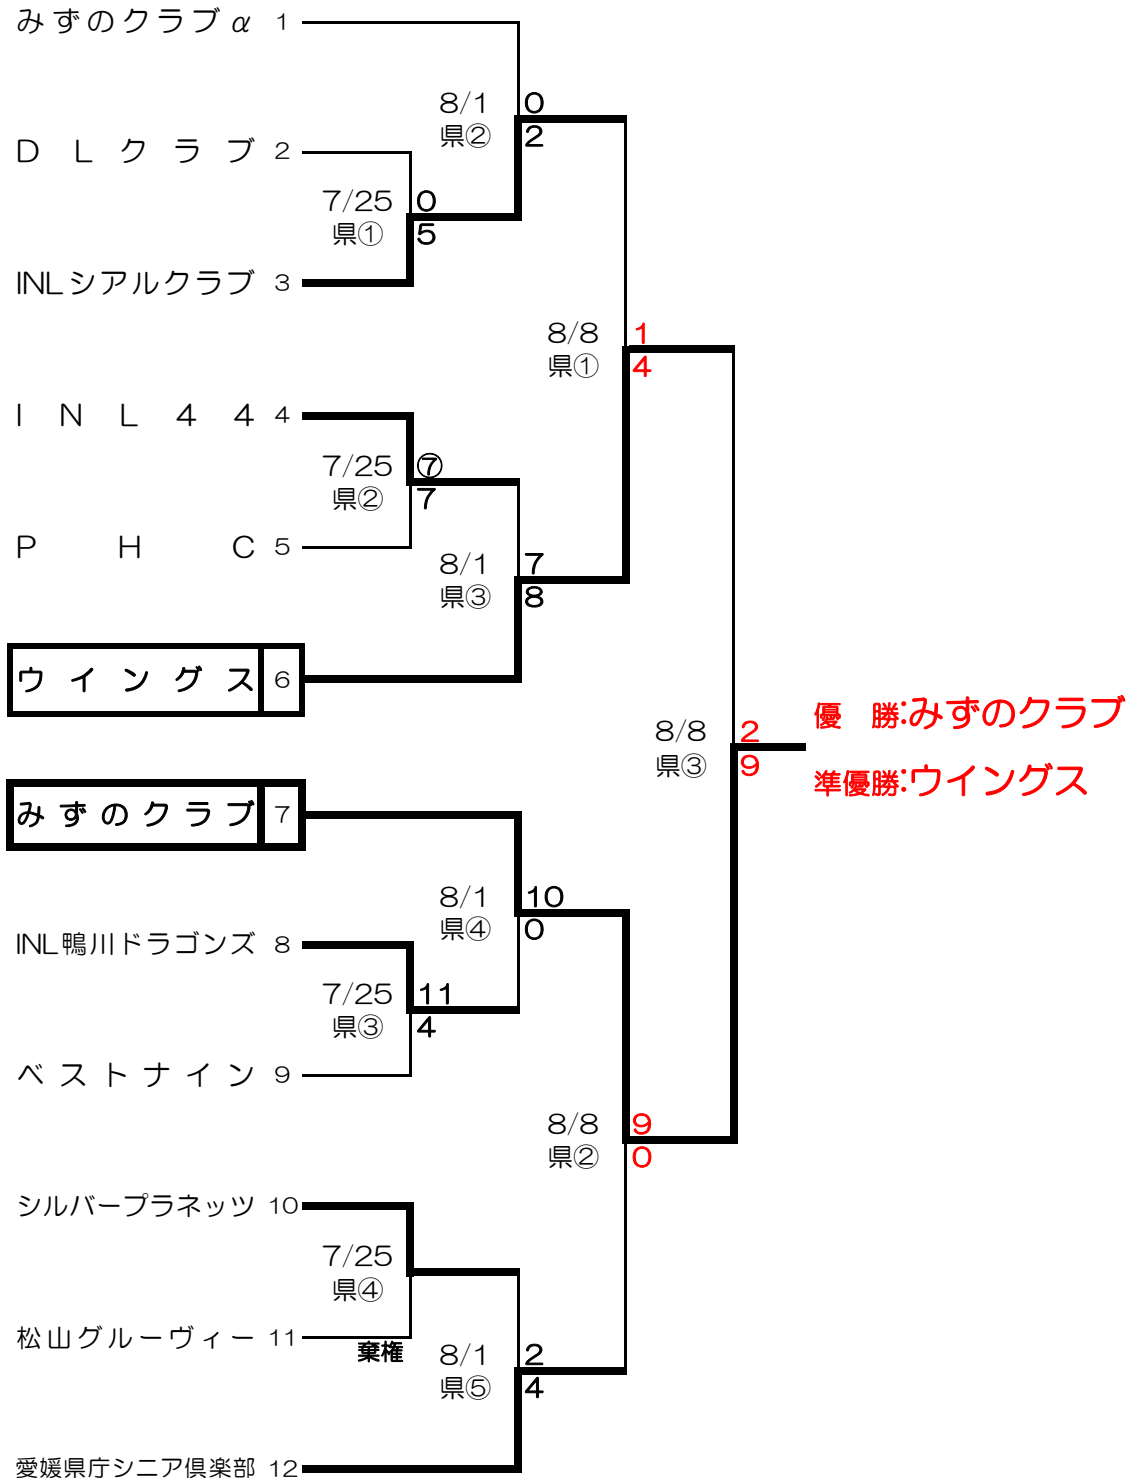 みずのクラブα 1
8/1 0
県② 2
DLクラブ 2
7/25 0
県① 5
INLシアルクラブ 3
8/8 1
県① 4
INL44 4
7/25 ⑦
県② 7
PHC 5
8/1 7
県③ 8
ウイングス 6
優　勝:みずのクラブ
8/8 2
県③ 9
準優勝:ウイングス
みずのクラブ 7
8/1 10
県④ 0
INL鴨川ドラゴンズ 8
7/25 11
県③ 4
ベストナイン 9
8/8 9
県② 0
シルバープラネッツ 10
7/25
県④
松山グルーヴィー 11
棄権
8/1 2
県⑤ 4
愛媛県庁シニア倶楽部 12